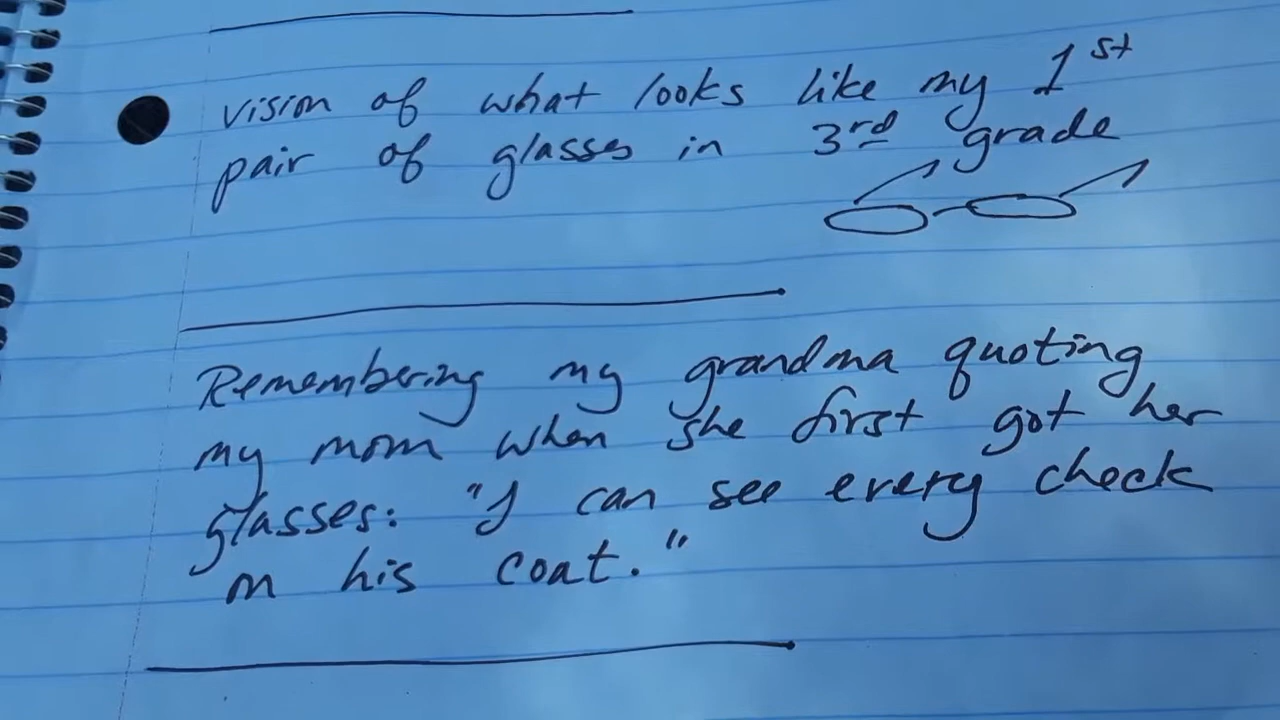 vision of what looks like my 1st
pair of glasses in 3rd grade
Remembering my grandma quoting
my mom when she first got her
glasses: "I can see every check
on his coat."